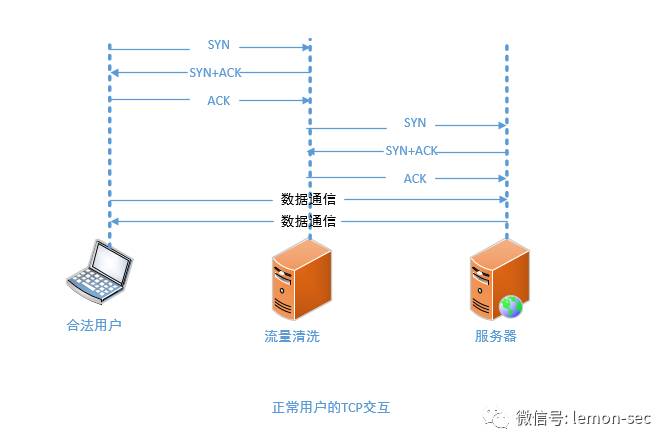 SYN
SYN+ACK
ACK
SYN
SYN+ACK
ACK
数据通信
数据通信
合法用户
流量清洗
服务器
正常用户的TCP交互
微信号: lemon-sec